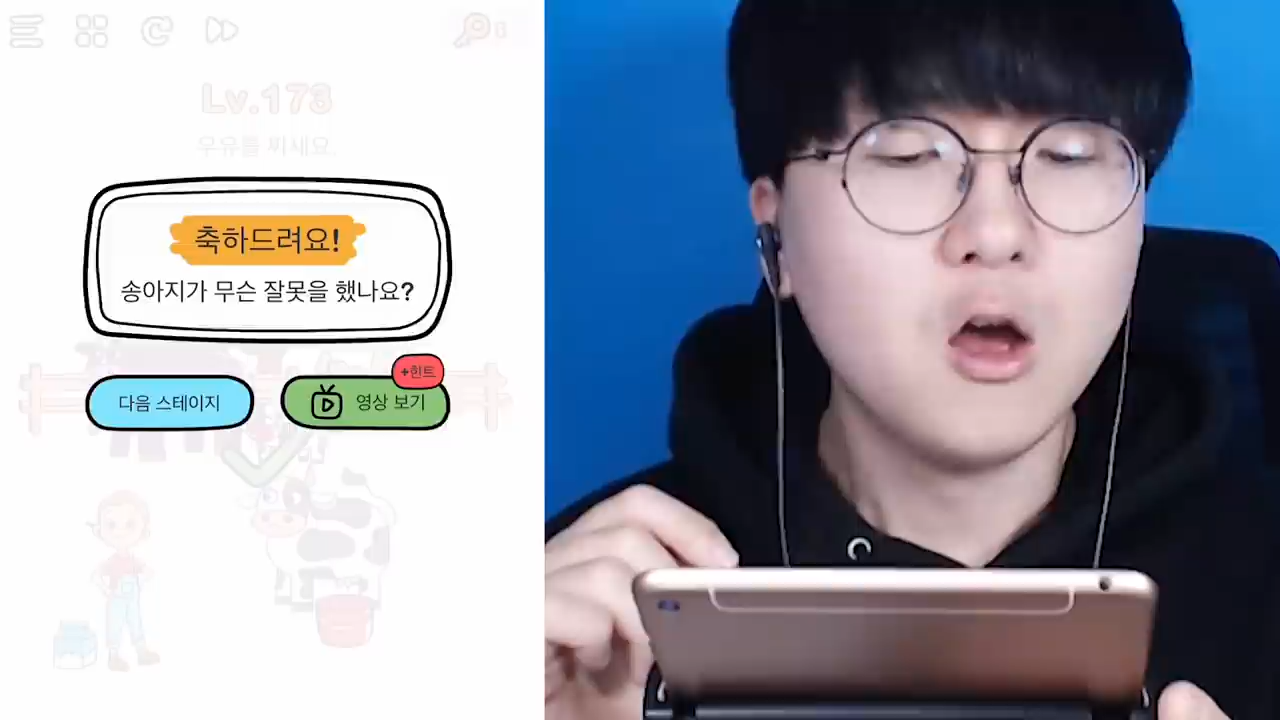 Lv.173
우유를 짜세요.
축하드려요!
송아지가 무슨 잘못을 했나요?
+힌트
다음 스테이지
영상 보기